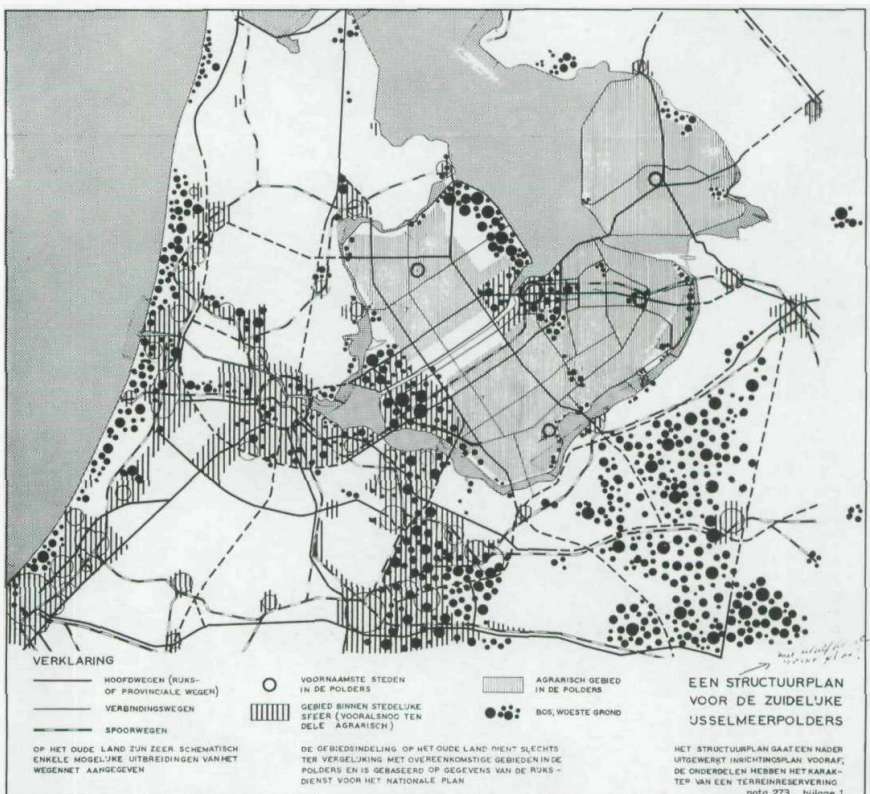 VERKLARING
HOOFDWEGEN (RIJKS-
OF PROVINCIALE WEGEN)
VERBINDINGSWEGEN
SPOORWEGEN
OP HET OUDE LAND ZIJN ZEER SCHEMATISCH
ENKELE MOGELIJKE UITBREIDINGEN VAN HET
WEGENNET AANGEGEVEN
VOORNAAMSTE STEDEN
IN DE POLDERS
GEBIED BINNEN STEDELIJKE
SFEER (VOORALSNOG TEN
DELE AGRARISCH)
DE GEBIEDSINDELING OP HET OUDE LAND DIENT SLECHTS
TER VERGELIJKING MET OVEREENKOMSTIGE GEBIEDEN IN DE
POLDERS EN IS GEBASEERD OP GEGEVENS VAN DE RIJKS-
DIENST VOOR HET NATIONALE PLAN
AGRARISCH GEBIED
IN DE POLDERS
BOS, WOESTE GROND
EEN STRUCTUURPLAN
VOOR DE ZUIDELIJKE
IJSSELMEERPOLDERS
HET STRUCTUURPLAN GAAT EEN NADER
UITGEWERKT INRICHTINGSPLAN VOORAF,
DE ONDERDELEN HEBBEN HET KARAK-
TER VAN EEN TERREINRESERVERING
nota 273 bijlage 1